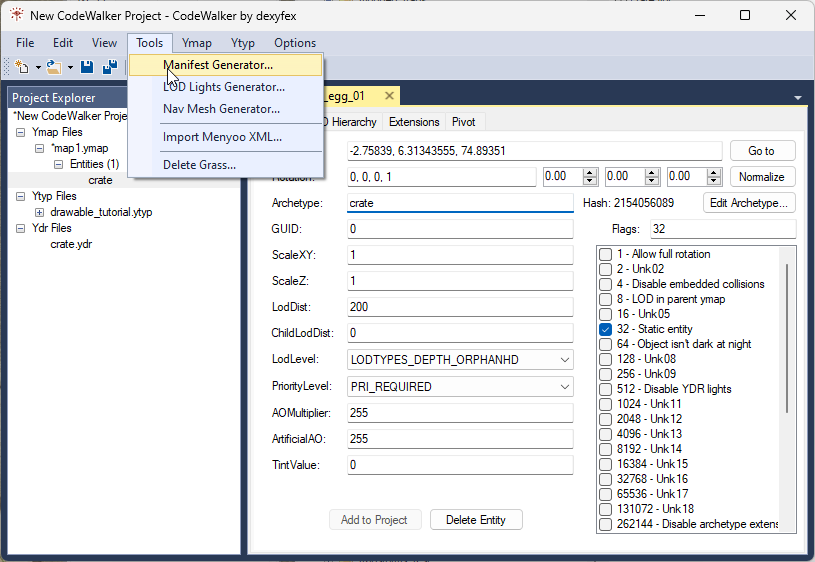 New CodeWalker Project - CodeWalker by dexyfex
File Edit View Tools Ymap Ytyp Options
Manifest Generator...
LOD Lights Generator...
Nav Mesh Generator...
Import Menyoo XML...
Delete Grass...
Project Explorer
*New CodeWalker Proje
Ymap Files
*map1.ymap
Entities (1)
crate
Ytyp Files
drawable_tutorial.ytyp
Ydr Files
crate.ydr
_egg_01
Hierarchy Extensions Pivot
-2.75839, 6.31343555, 74.89351 Go to
0, 0, 0, 1 0.00 0.00 0.00 Normalize
Archetype: crate Hash: 2154056089 Edit Archetype...
GUID: 0 Flags: 32
ScaleXY: 1
ScaleZ: 1
LodDist: 200
ChildLodDist: 0
LodLevel: LODTYPES_DEPTH_ORPHANHD
PriorityLevel: PRI_REQUIRED
AOMultiplier: 255
ArtificialAO: 255
TintValue: 0
Add to Project Delete Entity
1 - Allow full rotation
2 - Unk02
4 - Disable embedded collisions
8 - LOD in parent ymap
16 - Unk05
32 - Static entity
64 - Object isn't dark at night
128 - Unk08
256 - Unk09
512 - Disable YDR lights
1024 - Unk11
2048 - Unk12
4096 - Unk13
8192 - Unk14
16384 - Unk15
32768 - Unk16
65536 - Unk17
131072 - Unk18
262144 - Disable archetype extens